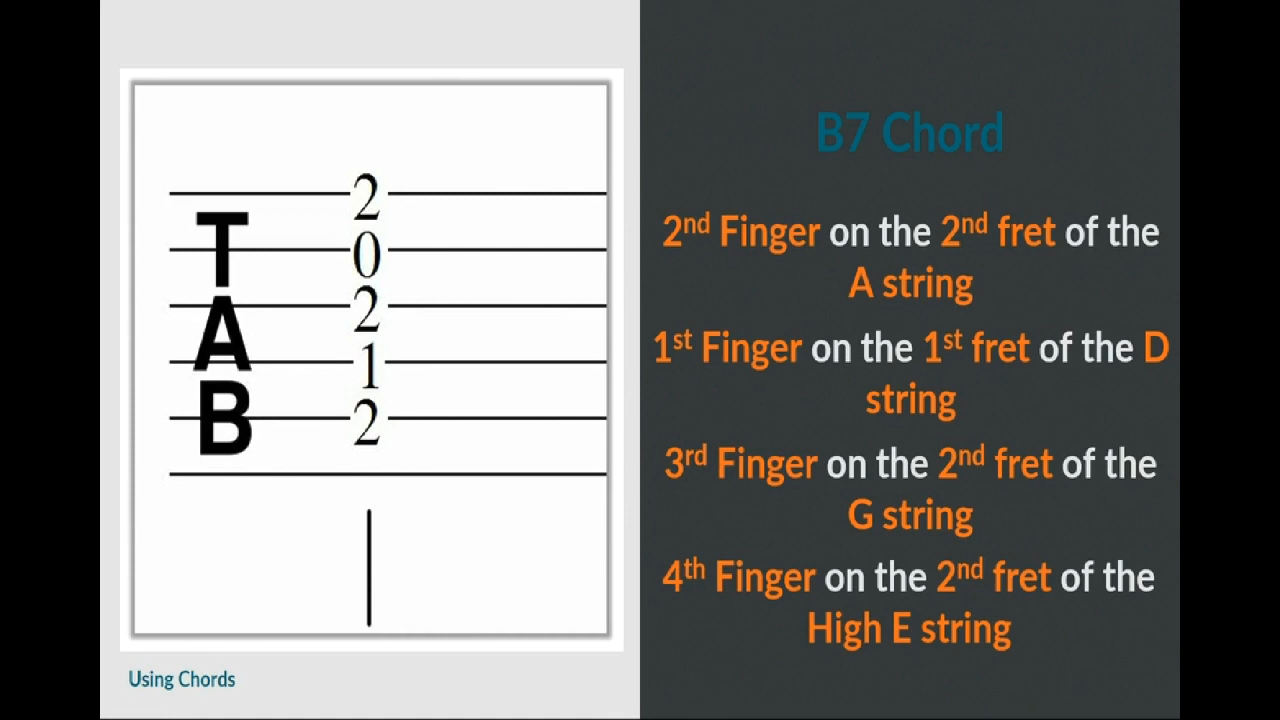 T
A
B
2
0
2
1
2
Using Chords
B7 Chord
2nd Finger on the 2nd fret of the
A string
1st Finger on the 1st fret of the D
string
3rd Finger on the 2nd fret of the
G string
4th Finger on the 2nd fret of the
High E string